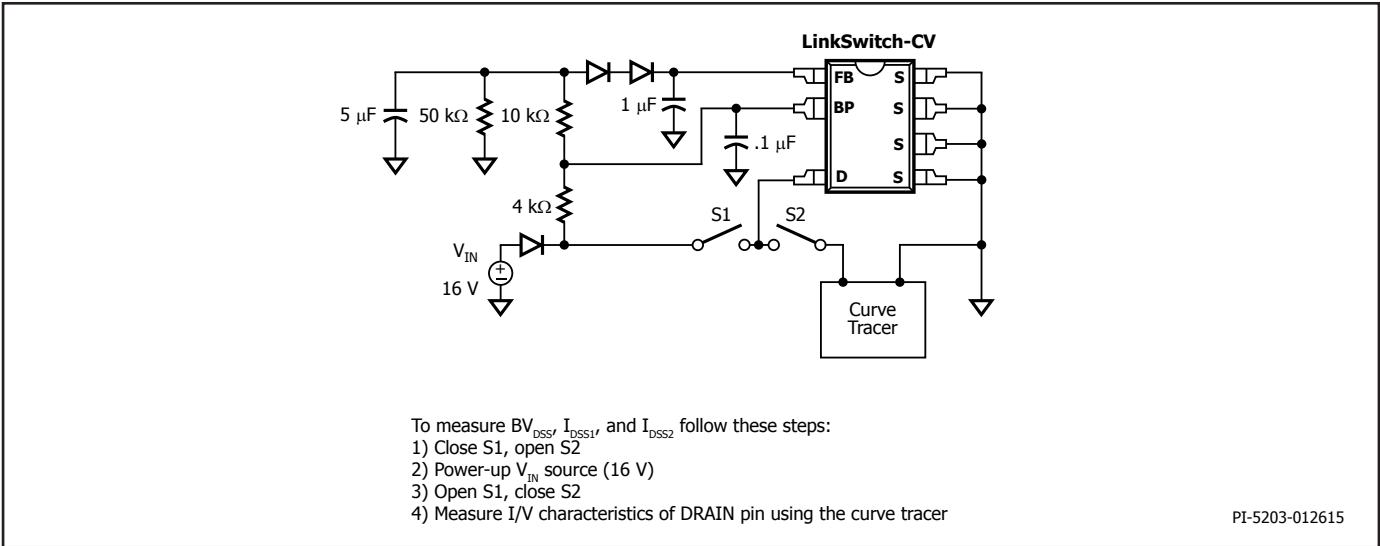 LinkSwitch-CV
FB S
BP S
S
D S
5 μF 50 kΩ 10 kΩ 1 μF
.1 μF
4 kΩ
S1 S2
V_IN
+
16 V
Curve
Tracer
To measure BV_DSS, I_DSS1, and I_DSS2 follow these steps:
1) Close S1, open S2
2) Power-up V_IN source (16 V)
3) Open S1, close S2
4) Measure I/V characteristics of DRAIN pin using the curve tracer
PI-5203-012615